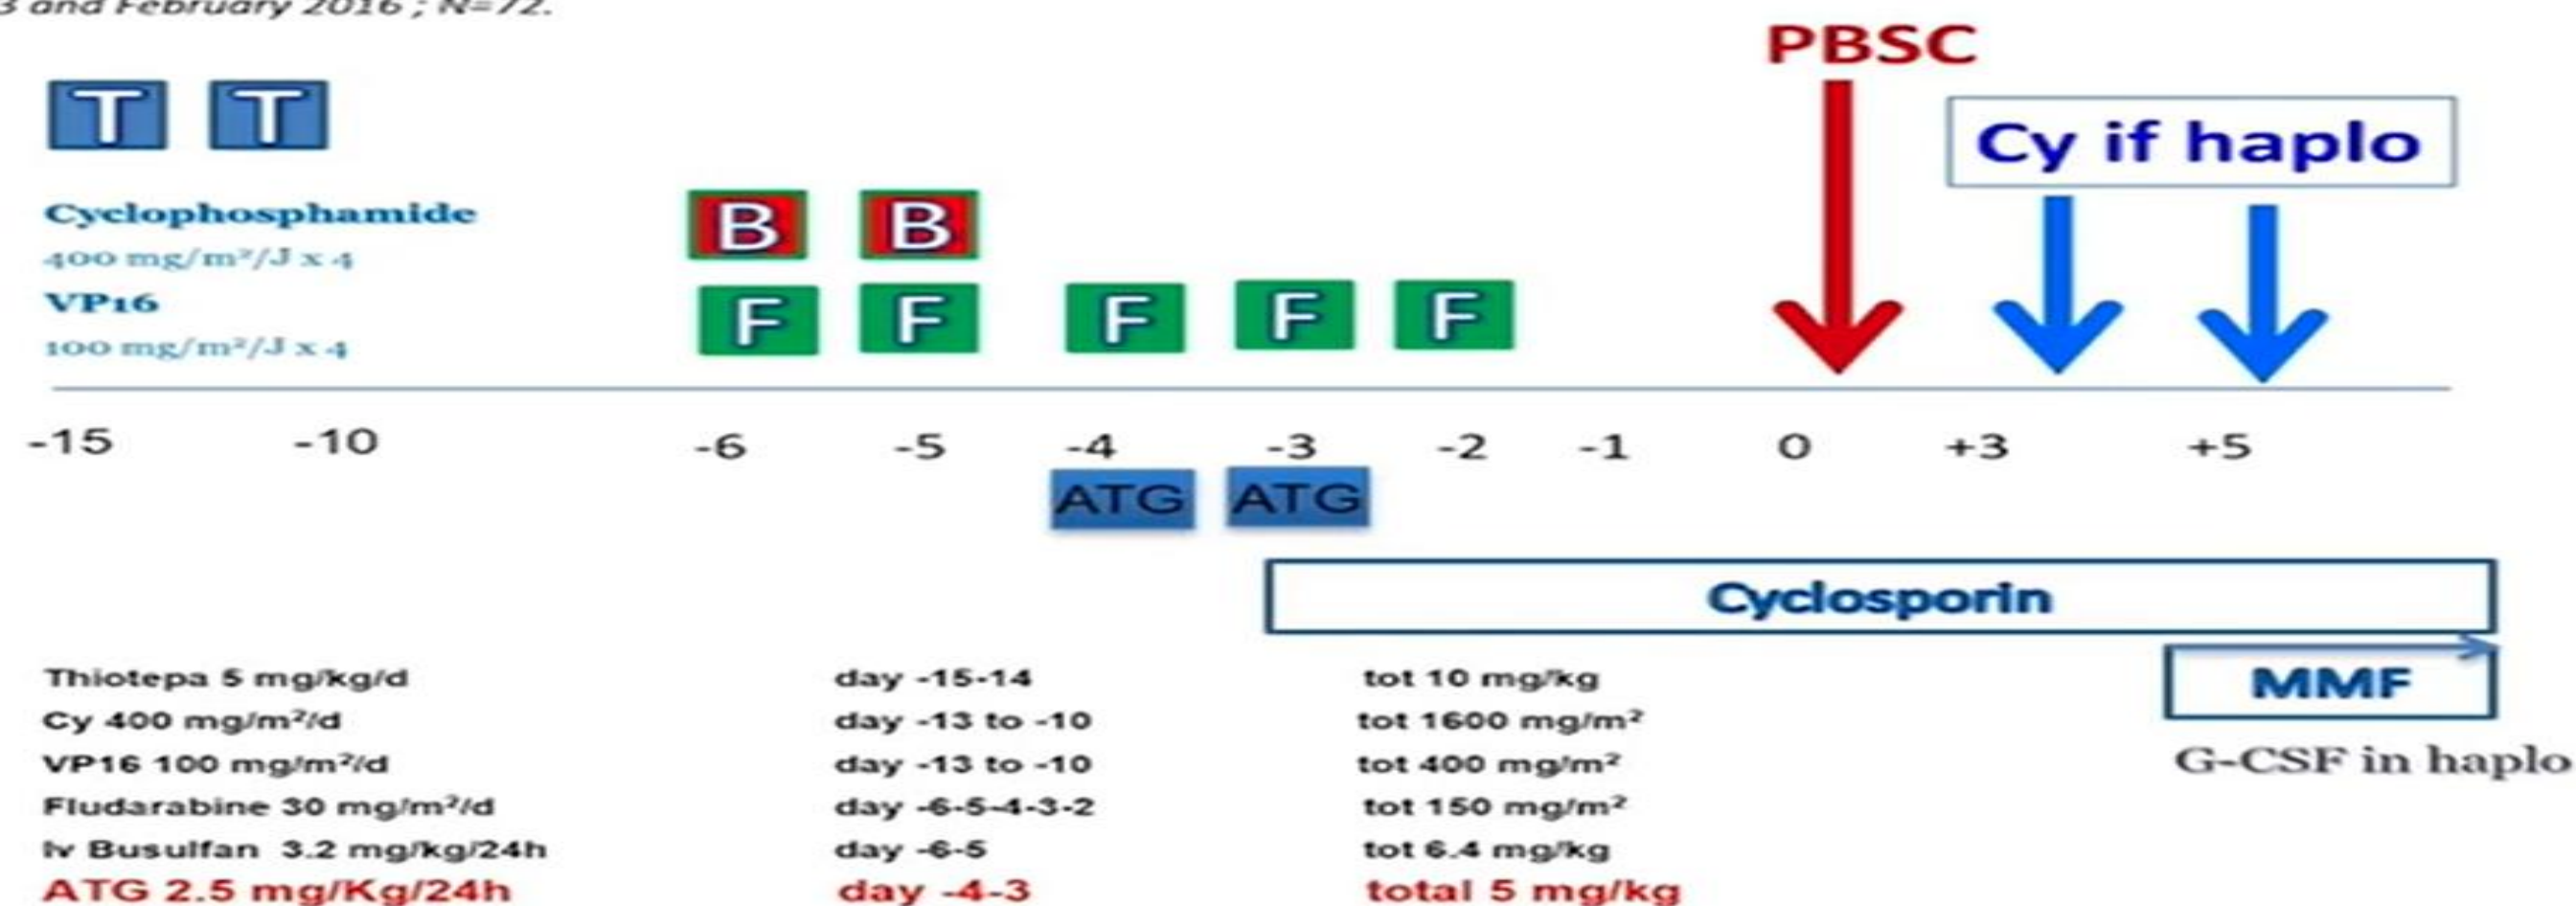 3 and February 2016 ; N=72.
PBSC
T T
Cy if haplo
Cyclophosphamide
400 mg/m²/J x 4
B B
VP16
100 mg/m²/J x 4
F F F F F
-15 -10 -6 -5 -4 -3 -2 -1 0 +3 +5
ATG ATG
Cyclosporin
MMF
G-CSF in haplo
Thiotepa 5 mg/kg/d day -15-14 tot 10 mg/kg
Cy 400 mg/m²/d day -13 to -10 tot 1600 mg/m²
VP16 100 mg/m²/d day -13 to -10 tot 400 mg/m²
Fludarabine 30 mg/m²/d day -6-5-4-3-2 tot 150 mg/m²
Iv Busulfan 3.2 mg/kg/24h day -6-5 tot 6.4 mg/kg
ATG 2.5 mg/Kg/24h day -4-3 total 5 mg/kg